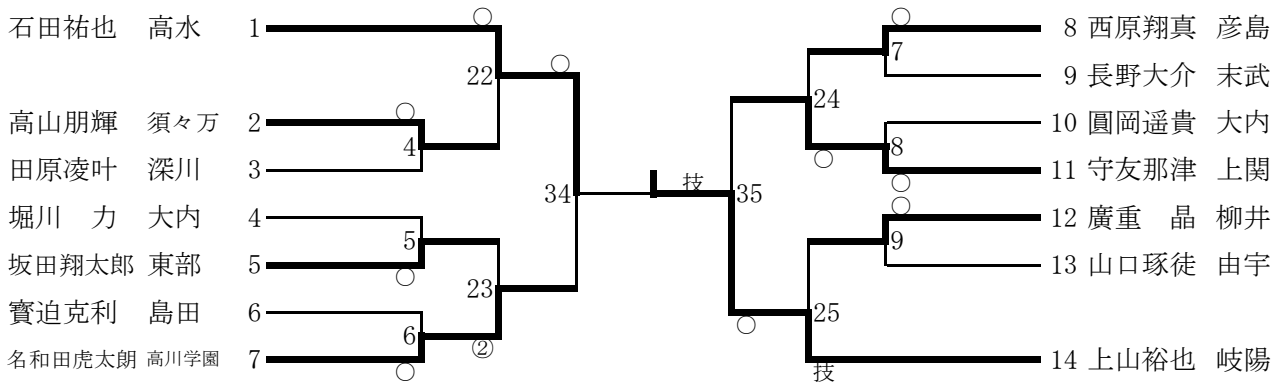 ○ ○
石田祐也 高水 1 8 西原翔真 彦島
○ 7
22 9 長野大介 末武
24
○
高山朋輝 須々万 2 10 圓岡遥貴 大内
4 8
○
田原凌叶 深川 3 11 守友那津 上関
○
技
34 35
○
堀川 力 大内 4 12 廣重 晶 柳井
5 9
坂田翔太郎 東部 5 13 山口琢徒 由宇
○
23
寳迫克利 島田 6 25
○
6 ②
名和田虎太朗 高川学園 7 14 上山裕也 岐陽
○ 技